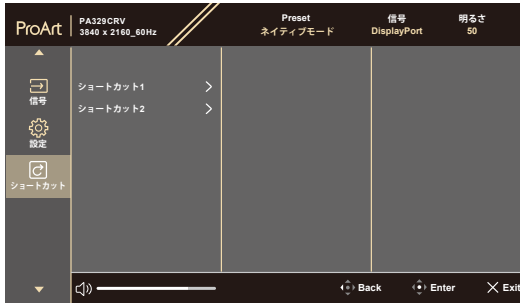 ProArt
PA329CRV
3840 x 2160_60Hz
Preset
ネイティブモード
信号
DisplayPort
明るさ
50
信号
設定
ショートカット
ショートカット1
ショートカット2
Back
Enter
Exit